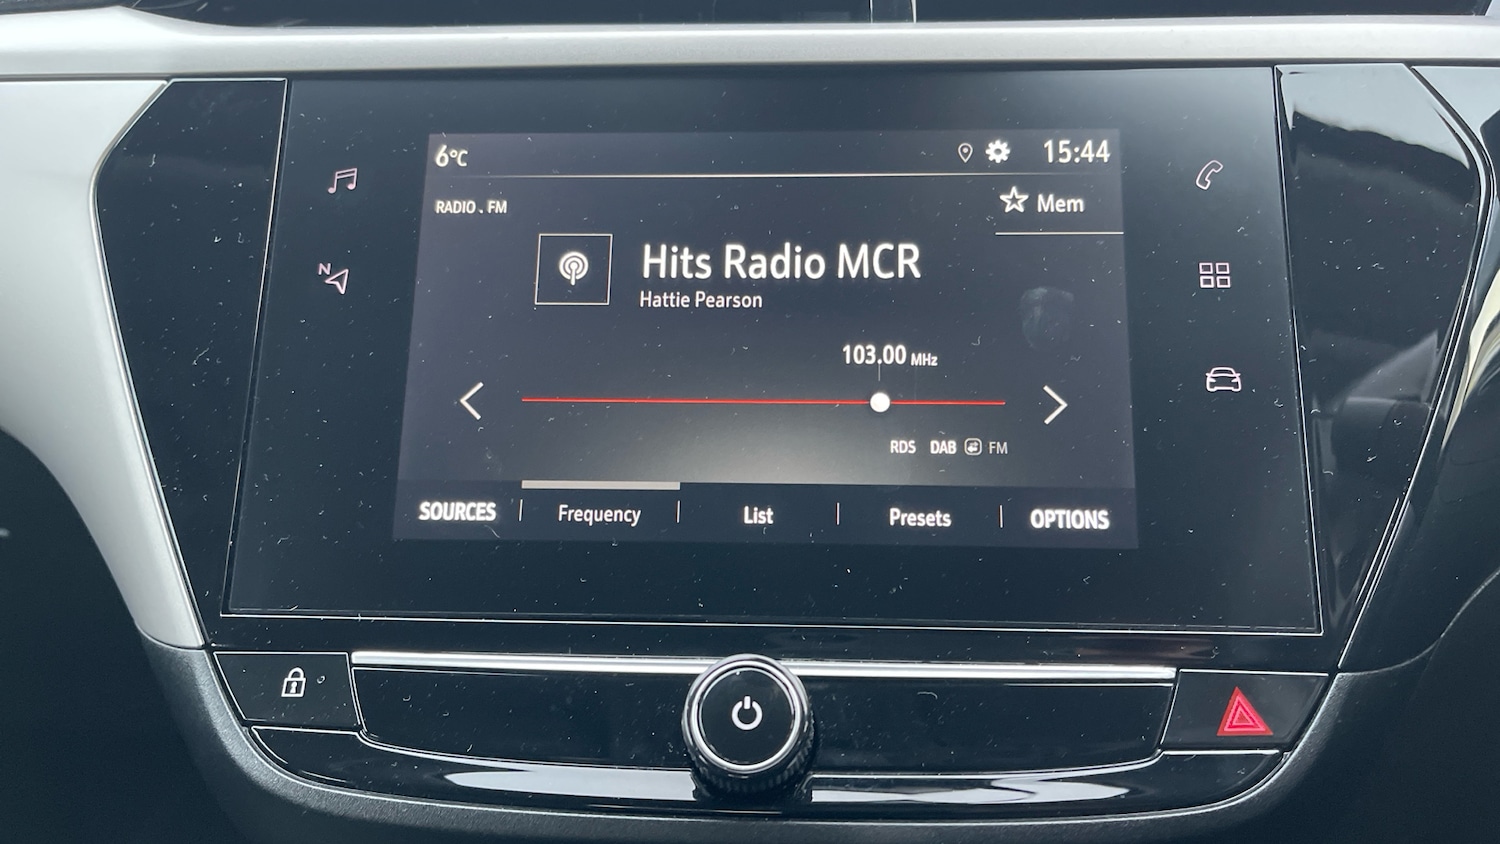 6°C 15:44
RADIO . FM Mem
Hits Radio MCR
Hattie Pearson
N
103.00 MHz
RDS DAB FM
SOURCES Frequency List Presets OPTIONS